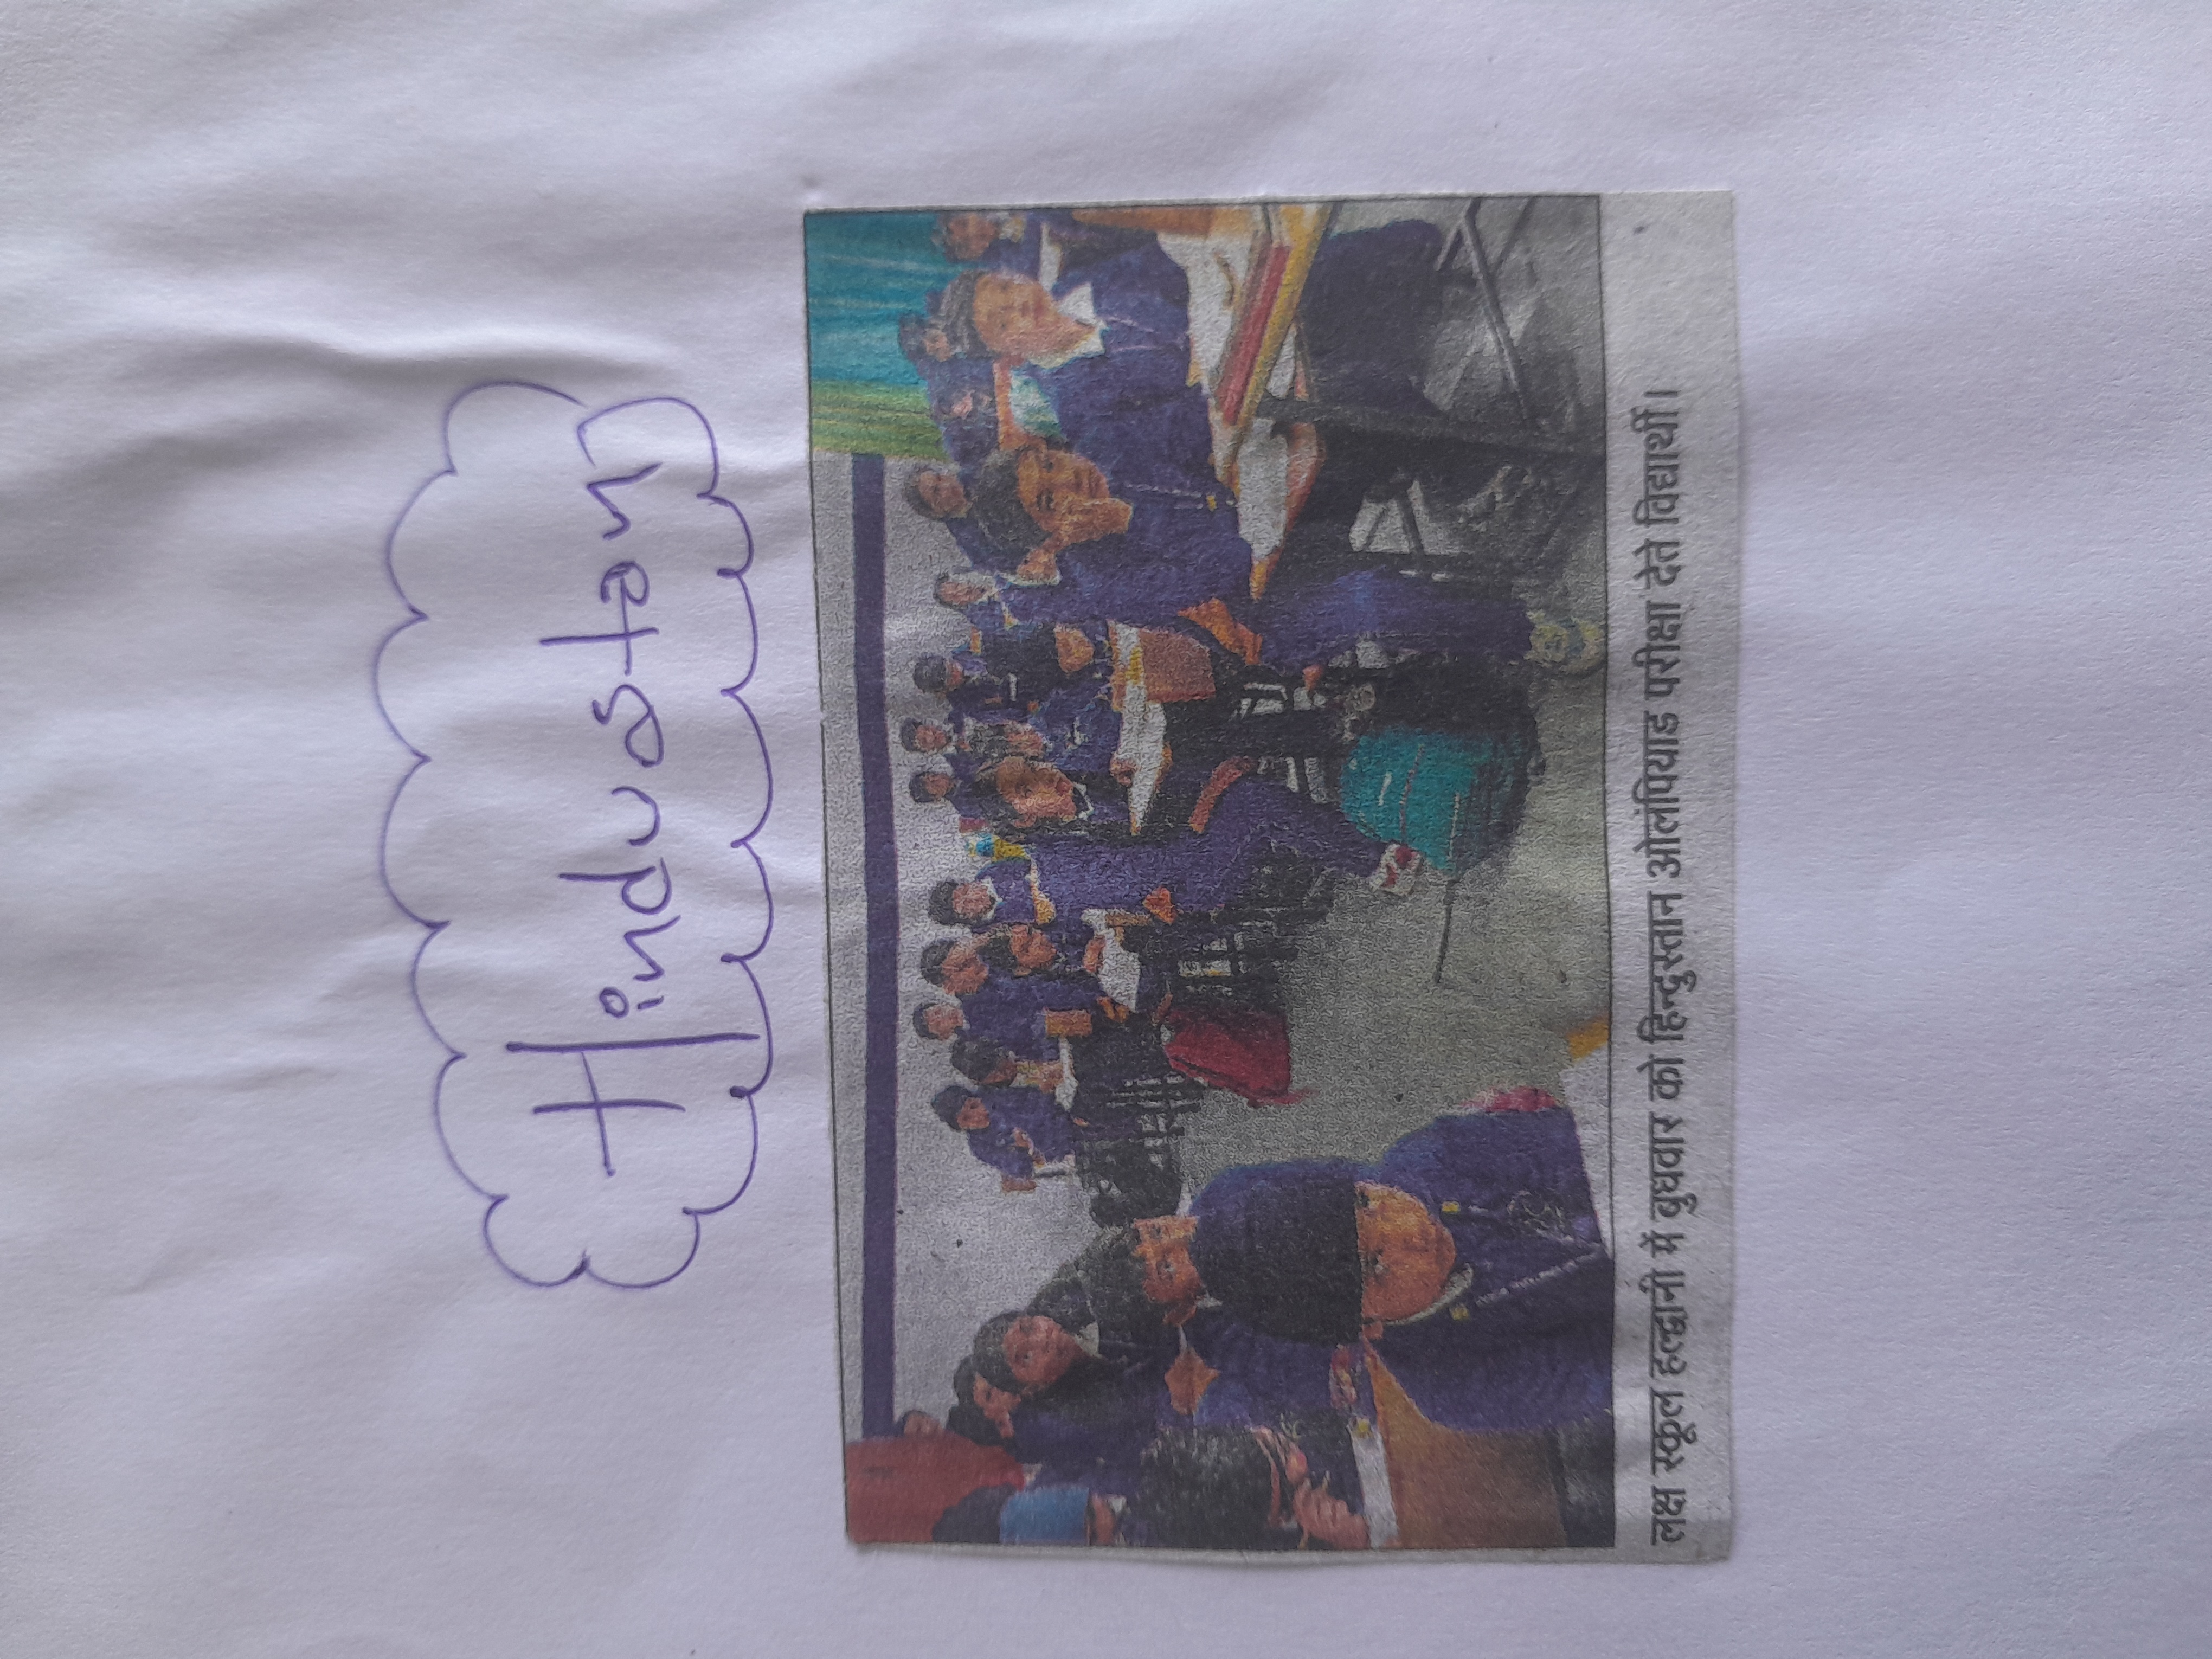 Hindustan
लक्ष स्कूल हल्द्वानी में बुधवार को हिन्दुस्तान ओलंपियाड परीक्षा देते विद्यार्थी।